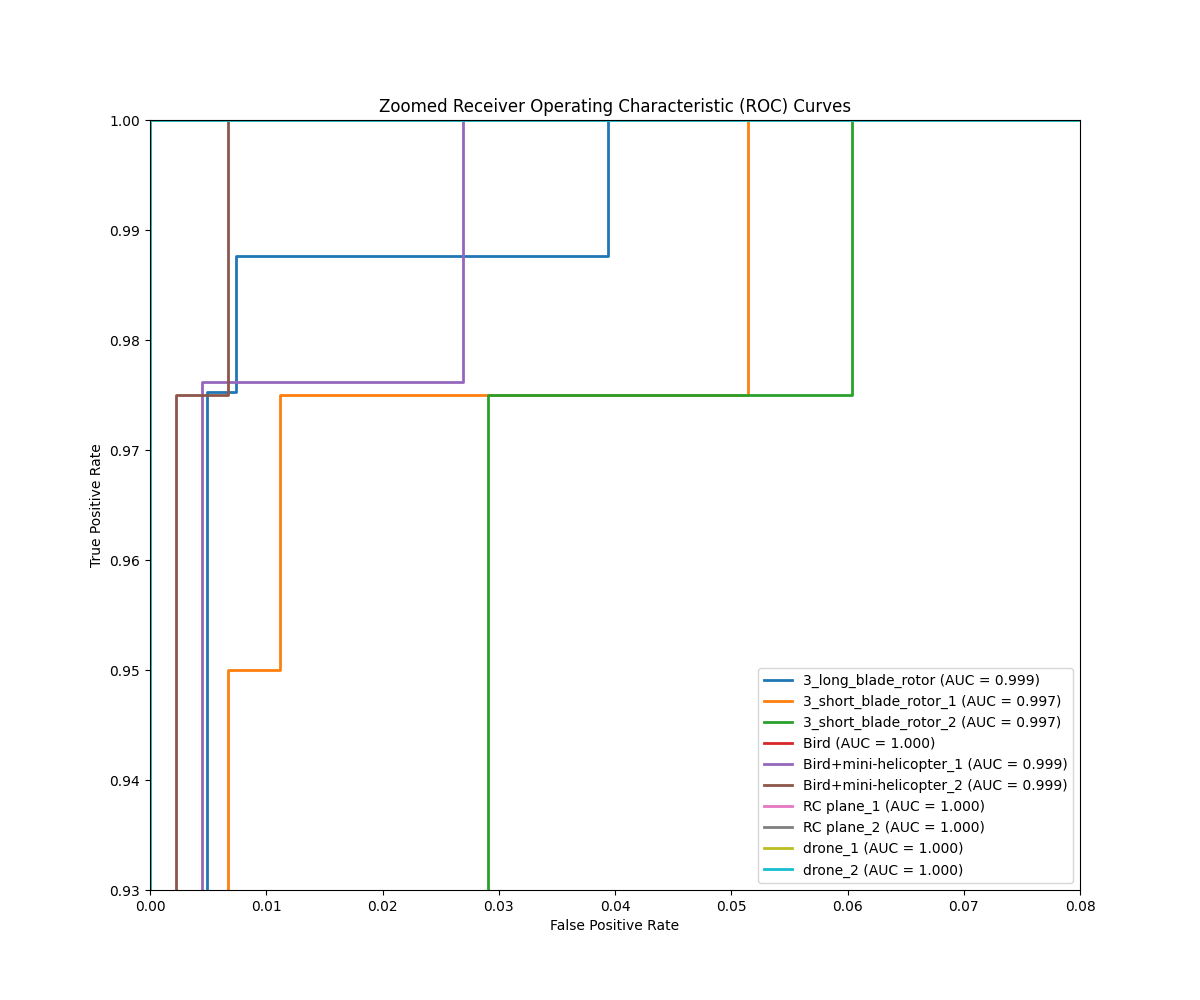 Zoomed Receiver Operating Characteristic (ROC) Curves
True Positive Rate
1.00
0.99
0.98
0.97
0.96
0.95
0.94
0.93
0.00
0.01
0.02
0.03
0.04
0.05
0.06
0.07
0.08
False Positive Rate
3_long_blade_rotor (AUC = 0.999)
3_short_blade_rotor_1 (AUC = 0.997)
3_short_blade_rotor_2 (AUC = 0.997)
Bird (AUC = 1.000)
Bird+mini-helicopter_1 (AUC = 0.999)
Bird+mini-helicopter_2 (AUC = 0.999)
RC plane_1 (AUC = 1.000)
RC plane_2 (AUC = 1.000)
drone_1 (AUC = 1.000)
drone_2 (AUC = 1.000)